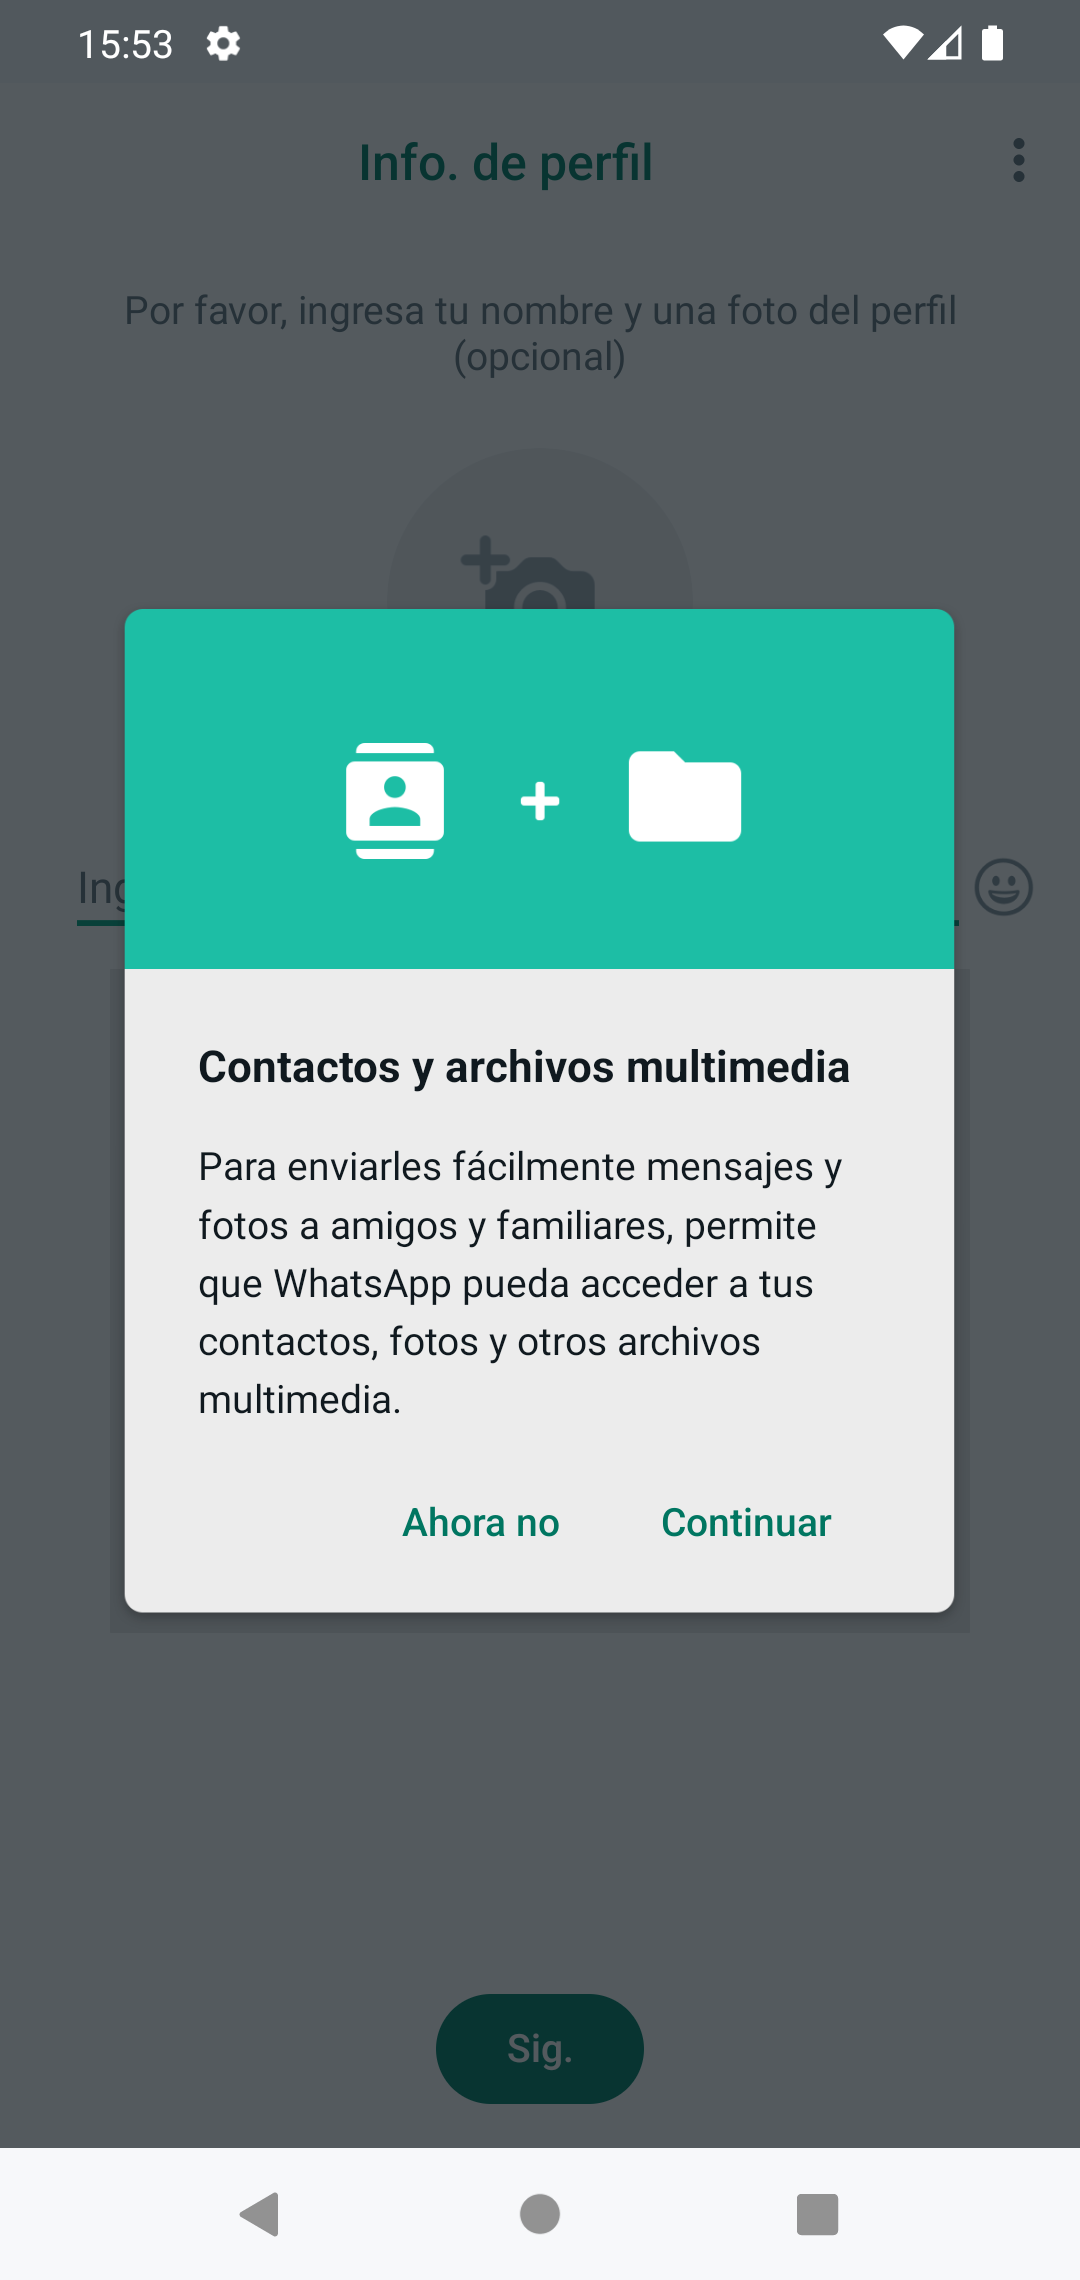 15:53
Info. de perfil
Por favor, ingresa tu nombre y una foto del perfil
(opcional)
Contactos y archivos multimedia
Para enviarles fácilmente mensajes y
fotos a amigos y familiares, permite
que WhatsApp pueda acceder a tus
contactos, fotos y otros archivos
multimedia.
Ahora no
Continuar
Sig.